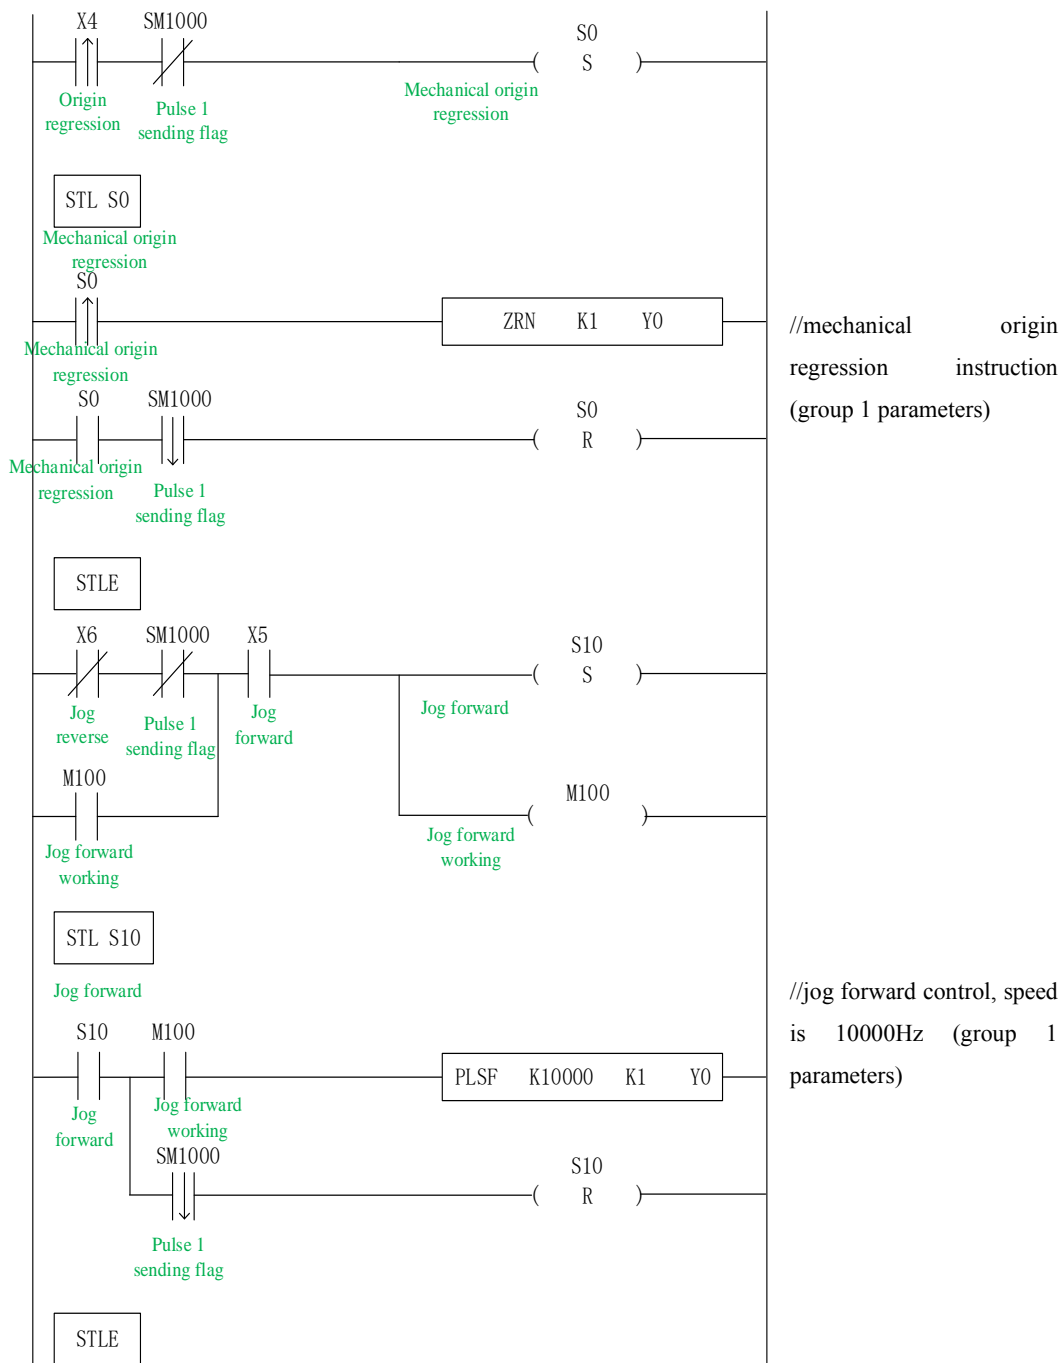 X4 SM1000
S0
( S )
Origin
regression
Pulse 1
sending flag
Mechanical origin
regression
STL S0
Mechanical origin
regression
S0
ZRN K1 Y0
Mechanical origin
regression
//mechanical origin
regression instruction
(group 1 parameters)
S0 SM1000
S0
( R )
Mechanical origin
regression
Pulse 1
sending flag
STLE
X6 SM1000 X5
S10
( S )
Jog
reverse
Pulse 1
sending flag
Jog
forward
Jog forward
M100
M100
( )
Jog forward
working
Jog forward
working
STL S10
Jog forward
//jog forward control, speed
is 10000Hz (group 1
parameters)
S10 M100
PLSF K10000 K1 Y0
Jog
forward
Jog forward
working
SM1000
S10
( R )
Pulse 1
sending flag
STLE